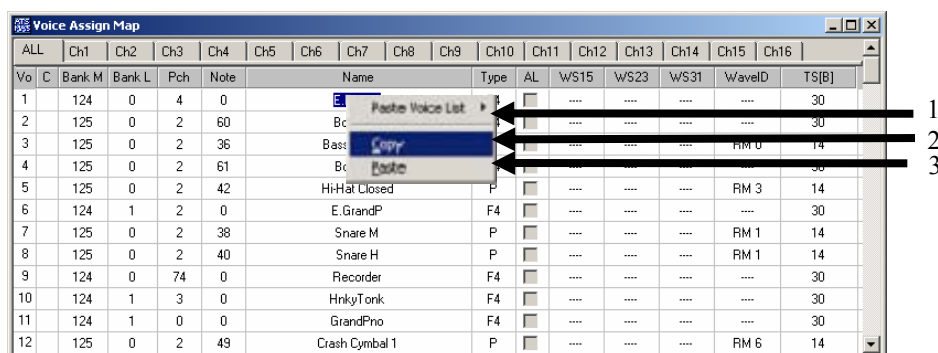 Voice Assign Map
ALL Ch1 Ch2 Ch3 Ch4 Ch5 Ch6 Ch7 Ch8 Ch9 Ch10 Ch11 Ch12 Ch13 Ch14 Ch15 Ch16
Vo C Bank M Bank L Pch Note Name Type AL WS15 WS23 WS31 WaveID TS[B]
1 124 0 4 0 E. ---- ---- ---- ---- 30
Paste Voice List
1
2 125 0 2 60 ---- ---- ---- ---- 30
3 125 0 2 36 Bass ---- ---- ---- RM 0 14
Copy
2
4 125 0 2 61 ---- ---- ---- ---- 30
Paste
3
5 125 0 2 42 Hi-Hat Closed P ---- ---- ---- RM 3 14
6 124 1 2 0 E.GrandP F4 ---- ---- ---- ---- 30
7 125 0 2 38 Snare M P ---- ---- ---- RM 1 14
8 125 0 2 40 Snare H P ---- ---- ---- RM 1 14
9 124 0 74 0 Recorder F4 ---- ---- ---- ---- 30
10 124 1 3 0 HnkyTonk F4 ---- ---- ---- ---- 30
11 124 1 0 0 GrandPno F4 ---- ---- ---- ---- 30
12 125 0 2 49 Crash Cymbal 1 P ---- ---- ---- RM 6 14